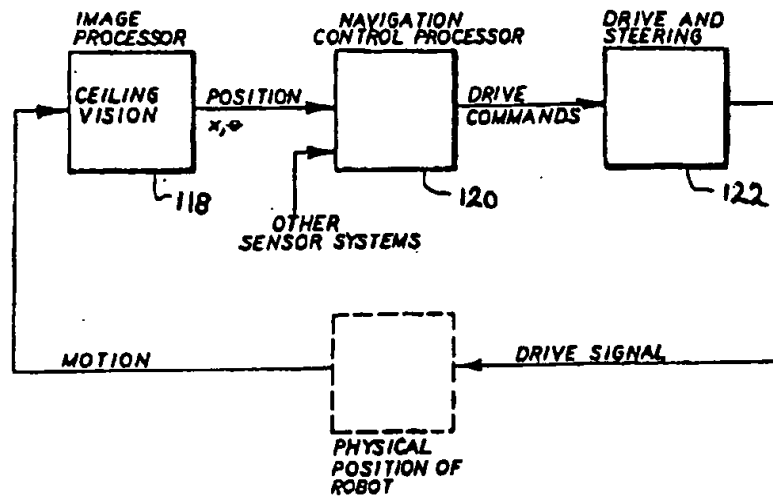 IMAGE
PROCESSOR
NAVIGATION
CONTROL PROCESSOR
DRIVE AND
STEERING
CEILING
VISION
POSITION
x,θ
DRIVE
COMMANDS
118
120
122
OTHER
SENSOR SYSTEMS
MOTION
DRIVE SIGNAL
PHYSICAL
POSITION OF
ROBOT